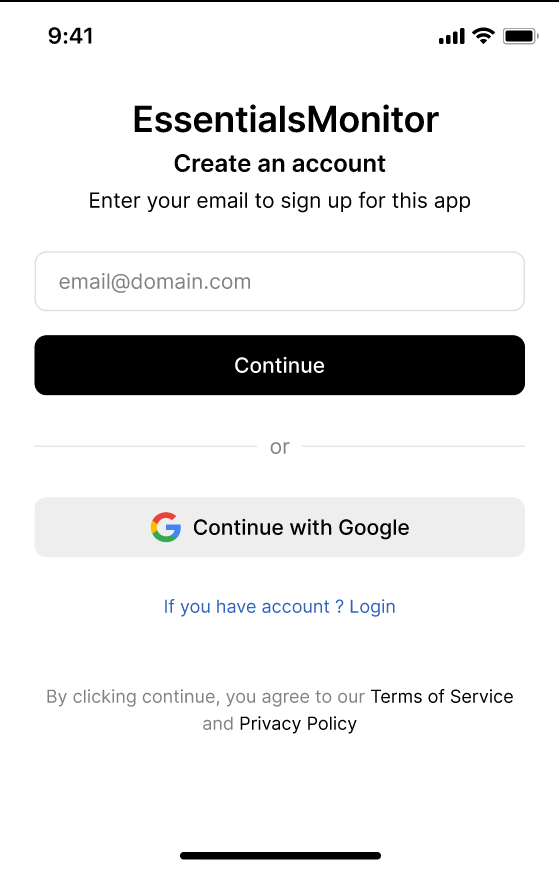 9:41
EssentialsMonitor
Create an account
Enter your email to sign up for this app
email@domain.com
Continue
or
Continue with Google
If you have account ? Login
By clicking continue, you agree to our Terms of Service
and Privacy Policy